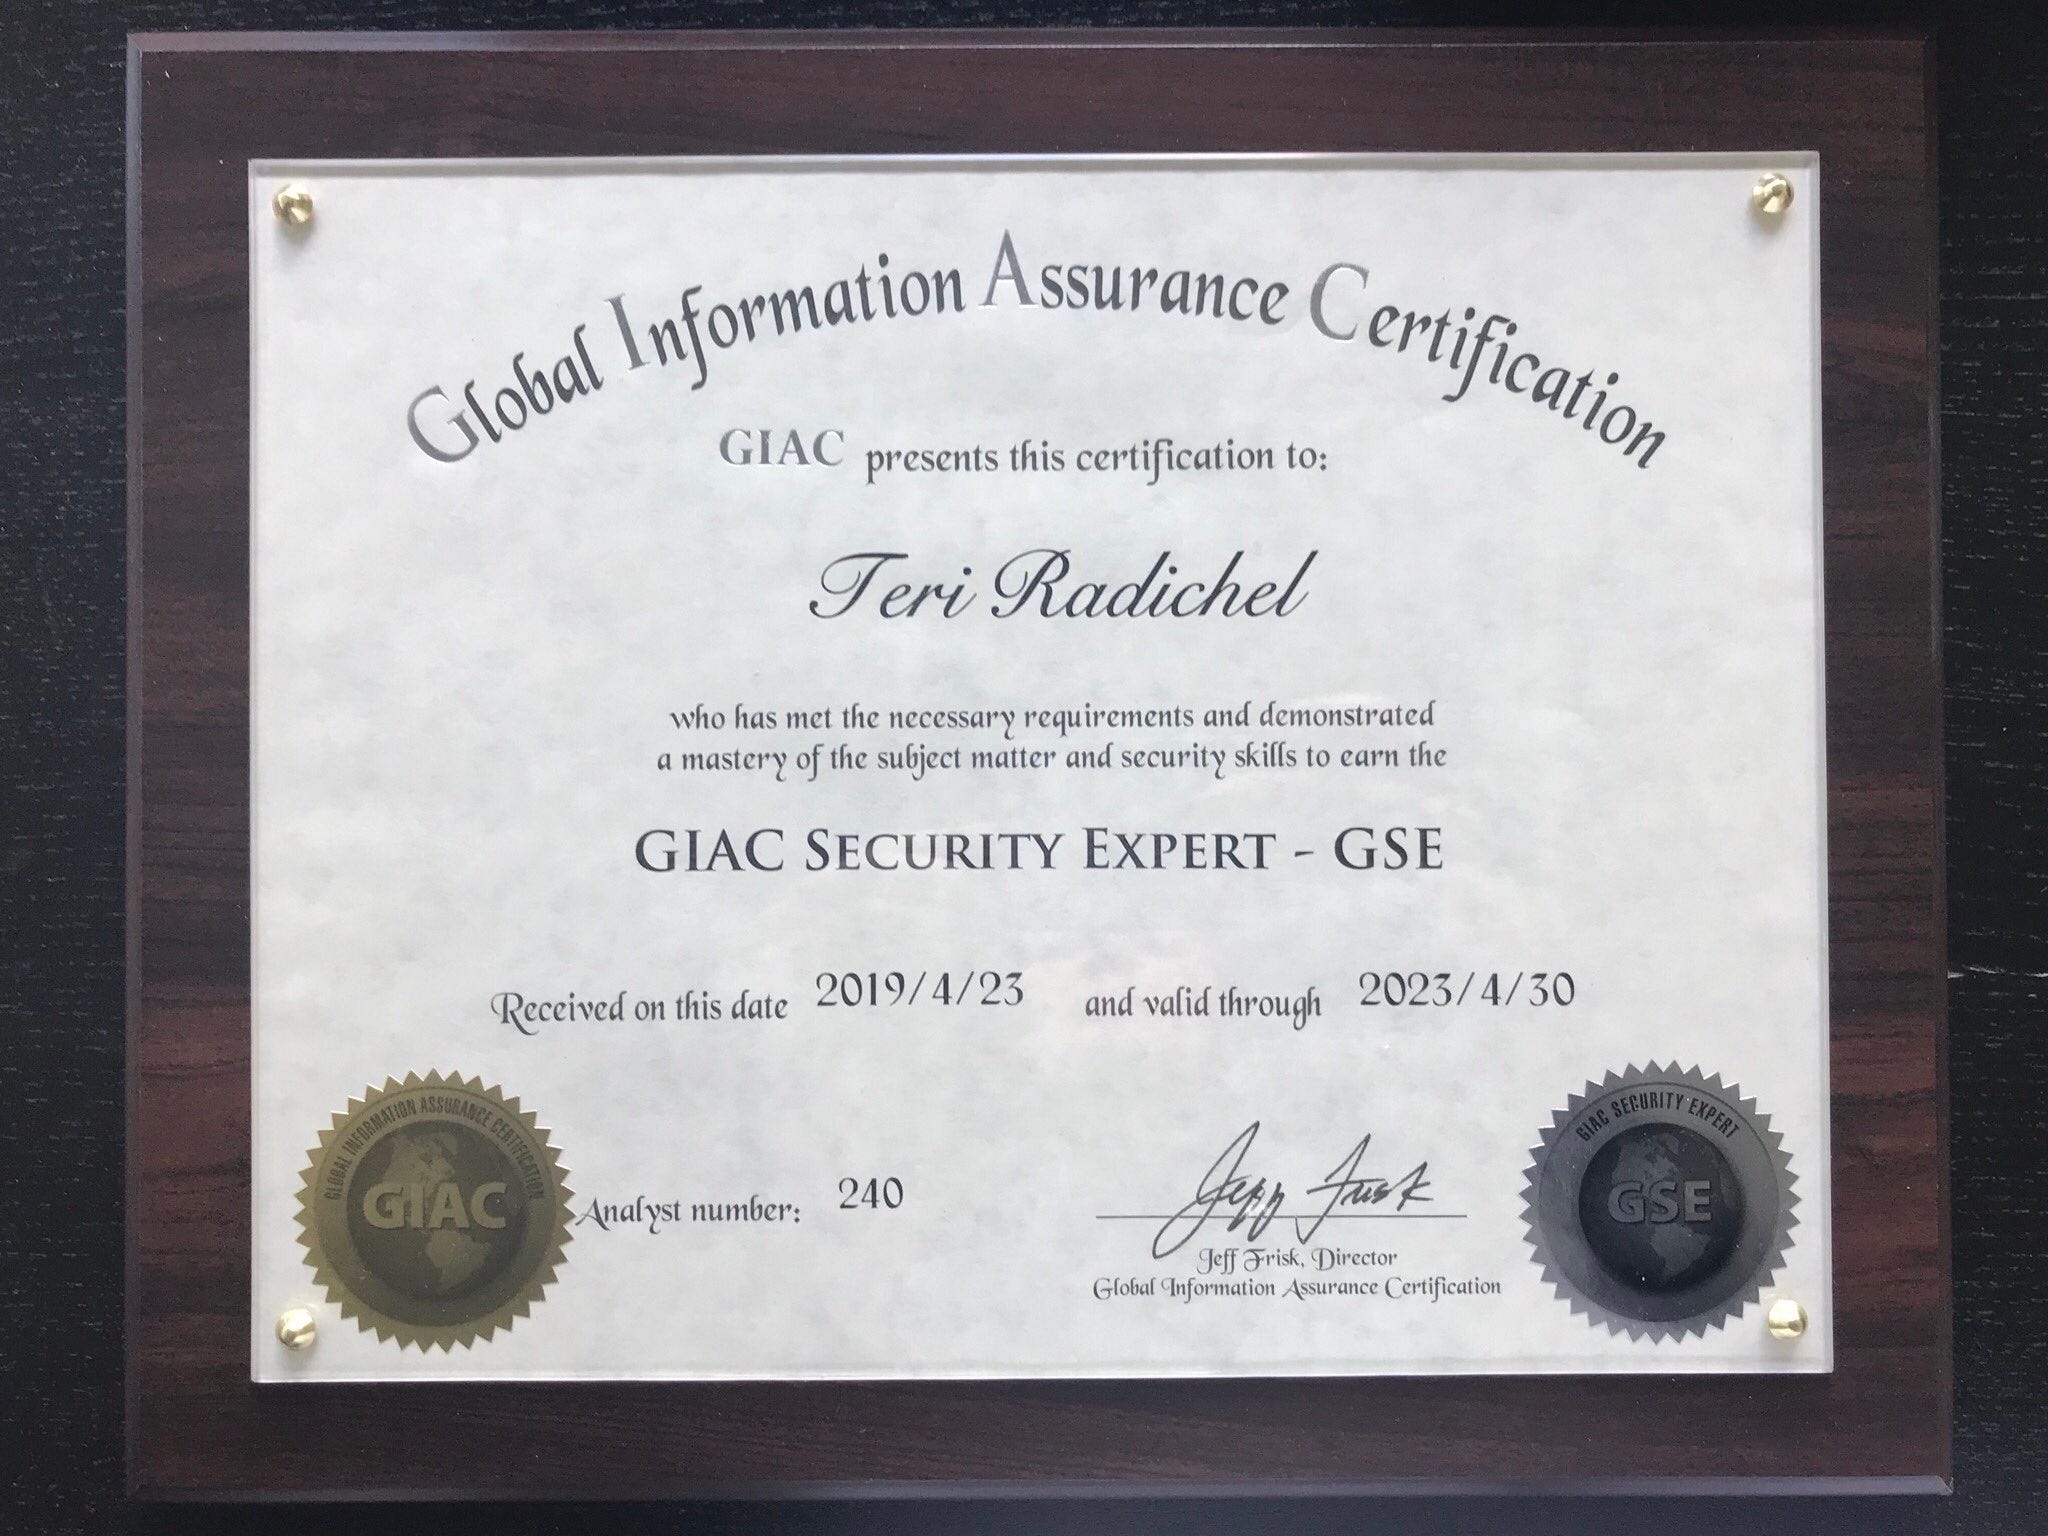 Global Information Assurance Certification
GIAC presents this certification to:
Teri Radichel
who has met the necessary requirements and demonstrated
a mastery of the subject matter and security skills to earn the
GIAC SECURITY EXPERT - GSE
Received on this date 2019/4/23 and valid through 2023/4/30
GLOBAL INFORMATION ASSURANCE CERTIFICATION
GIAC
Analyst number: 240
Jeff Frisk
Jeff Frisk, Director
Global Information Assurance Certification
GIAC SECURITY EXPERT
GSE